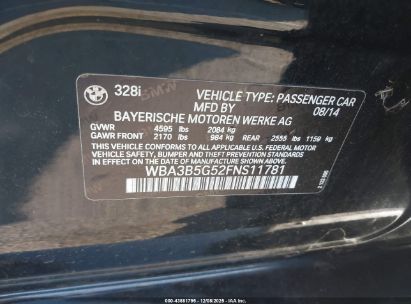 BMW
328i
VEHICLE TYPE: PASSENGER CAR
MFD BY 08/14
BAYERISCHE MOTOREN WERKE AG
GVWR 4595 lbs 2084 kg
GAWR FRONT 2170 lbs 984 kg REAR 2555 lbs 1159 kg
THIS VEHICLE CONFORMS TO ALL APPLICABLE
FEDERAL MOTOR VEHICLE SAFETY, BUMPER, AND
THEFT PREVENTION STANDARDS IN EFFECT ON THE
DATE OF MANUFACTURE SHOWN ABOVE.
WBA3B5G52FNS11781